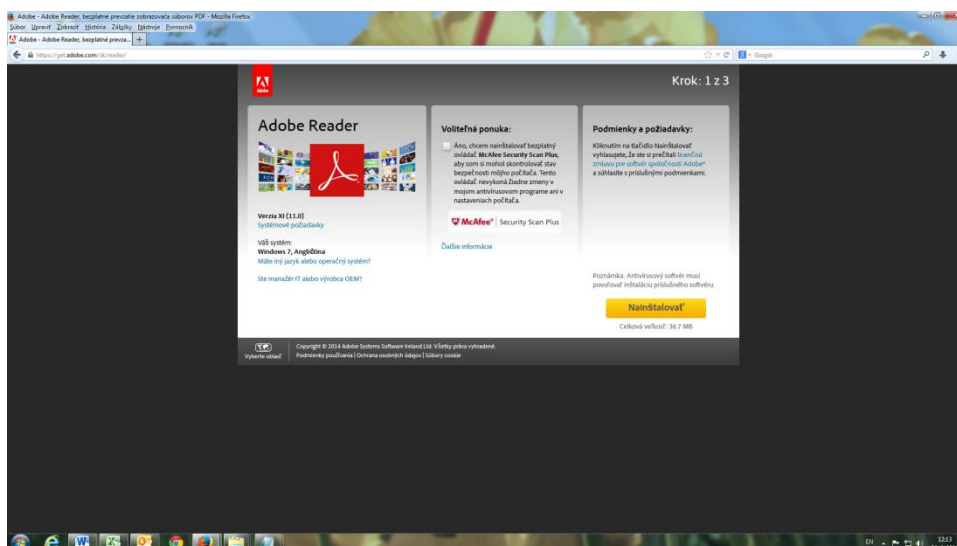 Adobe - Adobe Reader, bezplatné prevzatie zobrazovača súborov PDF - Mozilla Firefox
Súbor Upraviť Zobraziť História Záložky Nástroje Pomocník
Adobe - Adobe Reader, bezplatné prevza... +
https://get.adobe.com/sk/reader/
Google
Adobe
Krok: 1 z 3
Adobe Reader
Verzia XI (11.0)
Systémové požiadavky
Váš systém:
Windows 7, Angličtina
Máte iný jazyk alebo operačný systém?
Ste manažér IT alebo výrobca OEM?
Voliteľná ponuka:
Áno, chcem nainštalovať bezplatný
ovládač McAfee Security Scan Plus,
aby som si mohol skontrolovať stav
bezpečnosti môjho počítača. Tento
ovládač nevykoná žiadne zmeny v
mojom antivírusovom programe ani v
nastaveniach počítača.
McAfee® Security Scan Plus
Ďalšie informácie
Podmienky a požiadavky:
Kliknutím na tlačidlo Nainštalovať
vyhlasujete, že ste si prečítali licenčnú
zmluvu pre softvér spoločnosti Adobe*
a súhlasíte s príslušnými podmienkami.
Poznámka: Antivírusový softvér musí
povoľovať inštaláciu príslušného softvéru.
Nainštalovať
Celková veľkosť: 36.7 MB
Vyberte oblasť
Copyright © 2014 Adobe Systems Software Ireland Ltd. Všetky práva vyhradené.
Podmienky používania | Ochrana osobných údajov | Súbory cookie
EN
12:13